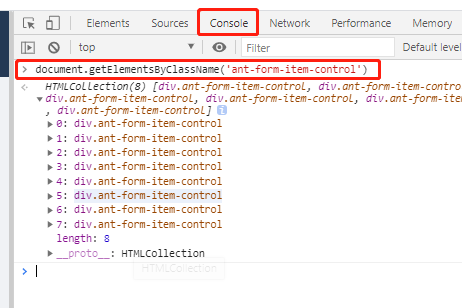 Elements Sources Console Network Performance Memory
top Filter Default level
> document.getElementsByClassName('ant-form-item-control')
HTMLCollection(8) [div.ant-form-item-control, div.ant-form-item-control
div.ant-form-item-control, div.ant-form-item-control, div.ant-form-item
, div.ant-form-item-control]
0: div.ant-form-item-control
1: div.ant-form-item-control
2: div.ant-form-item-control
3: div.ant-form-item-control
4: div.ant-form-item-control
5: div.ant-form-item-control
6: div.ant-form-item-control
7: div.ant-form-item-control
length: 8
__proto__: HTMLCollection
HTMLCollection
>